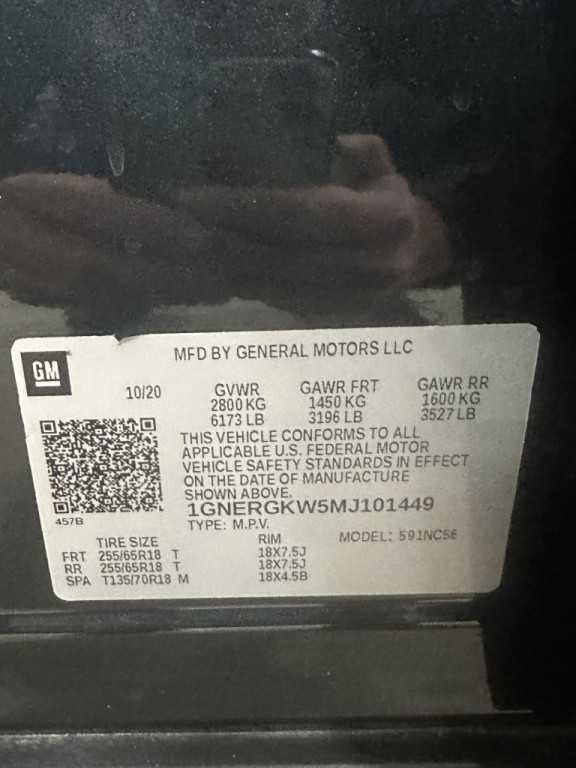 GM
MFD BY GENERAL MOTORS LLC
10/20 GVWR GAWR FRT GAWR RR
2800 KG 1450 KG 1600 KG
6173 LB 3196 LB 3527 LB
THIS VEHICLE CONFORMS TO ALL
APPLICABLE U.S. FEDERAL MOTOR
VEHICLE SAFETY STANDARDS IN EFFECT
ON THE DATE OF MANUFACTURE
SHOWN ABOVE.
457B
1GNERGKW5MJ101449
TYPE: M.P.V. MODEL: 591NC56
TIRE SIZE RIM
FRT 255/65R18 T 18X7.5J
RR 255/65R18 T 18X7.5J
SPA T135/70R18 M 18X4.5B